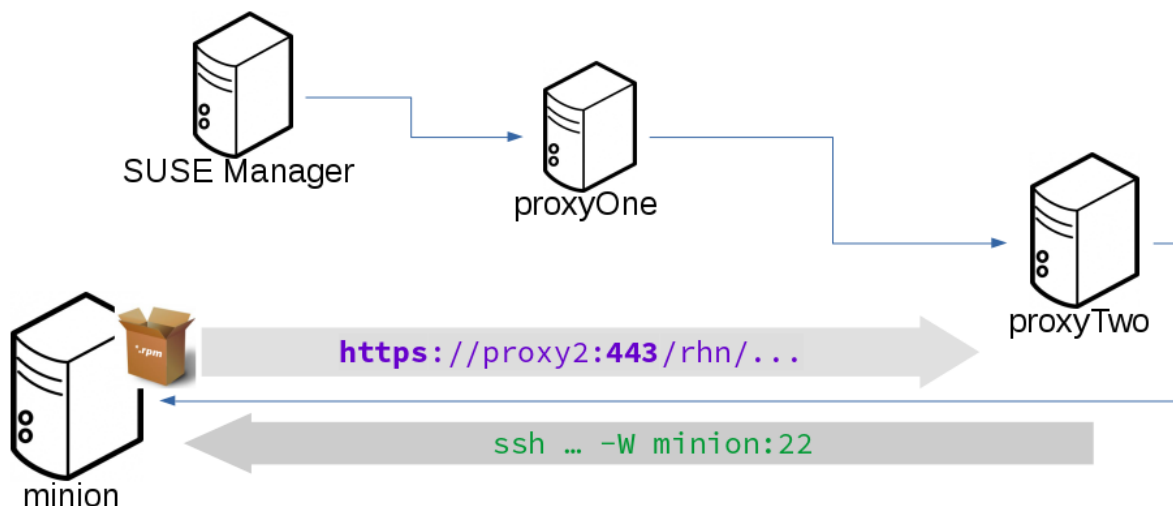 SUSE Manager
proxyOne
proxyTwo
*.rpm
https://proxy2:443/rhn/...
ssh … -W minion:22
minion